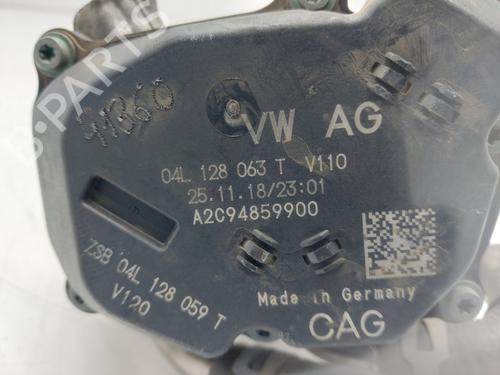 B-PARTS
41360
VW AG
04L 128 063 T V110
25.11.18/23:01
A2C94859900
ZSB 04L 128 059 T
V120
Made in Germany
CAG